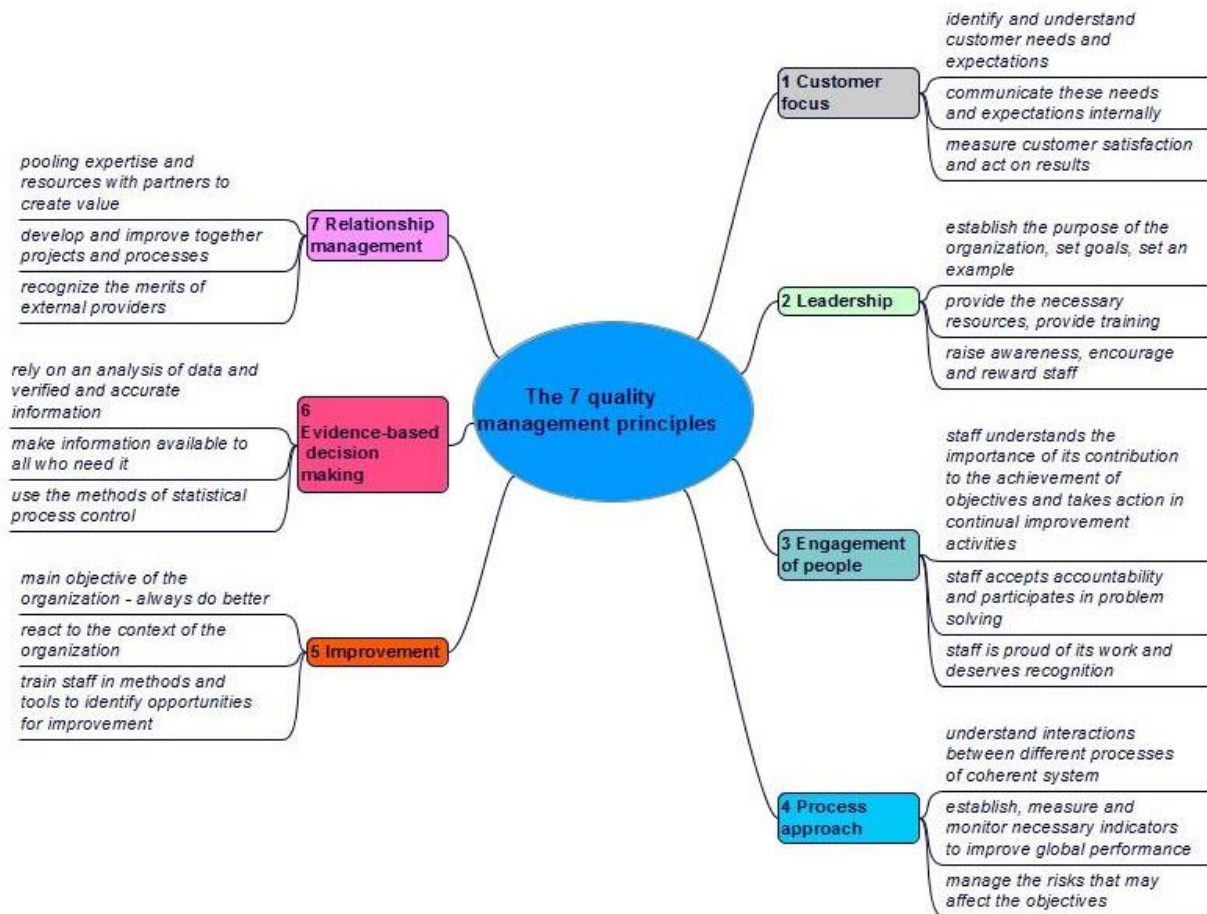 The 7 quality
management principles
1 Customer
focus
identify and understand
customer needs and
expectations
communicate these needs
and expectations internally
measure customer satisfaction
and act on results
2 Leadership
establish the purpose of the
organization, set goals, set an
example
provide the necessary
resources, provide training
raise awareness, encourage
and reward staff
3 Engagement
of people
staff understands the
importance of its contribution
to the achievement of
objectives and takes action in
continual improvement
activities
staff accepts accountability
and participates in problem
solving
staff is proud of its work and
deserves recognition
4 Process
approach
understand interactions
between different processes
of coherent system
establish, measure and
monitor necessary indicators
to improve global performance
manage the risks that may
affect the objectives
5 Improvement
main objective of the
organization - always do better
react to the context of the
organization
train staff in methods and
tools to identify opportunities
for improvement
6
Evidence-based
decision
making
rely on an analysis of data and
verified and accurate
information
make information available to
all who need it
use the methods of statistical
process control
7 Relationship
management
pooling expertise and
resources with partners to
create value
develop and improve together
projects and processes
recognize the merits of
external providers